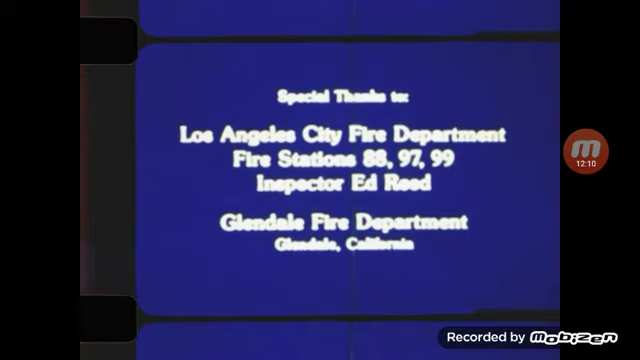 Special Thanks to:
Los Angeles City Fire Department
Fire Stations 88, 97, 99
Inspector Ed Reed
Glendale Fire Department
Glendale, California
M
12:10
Recorded by Mobizen